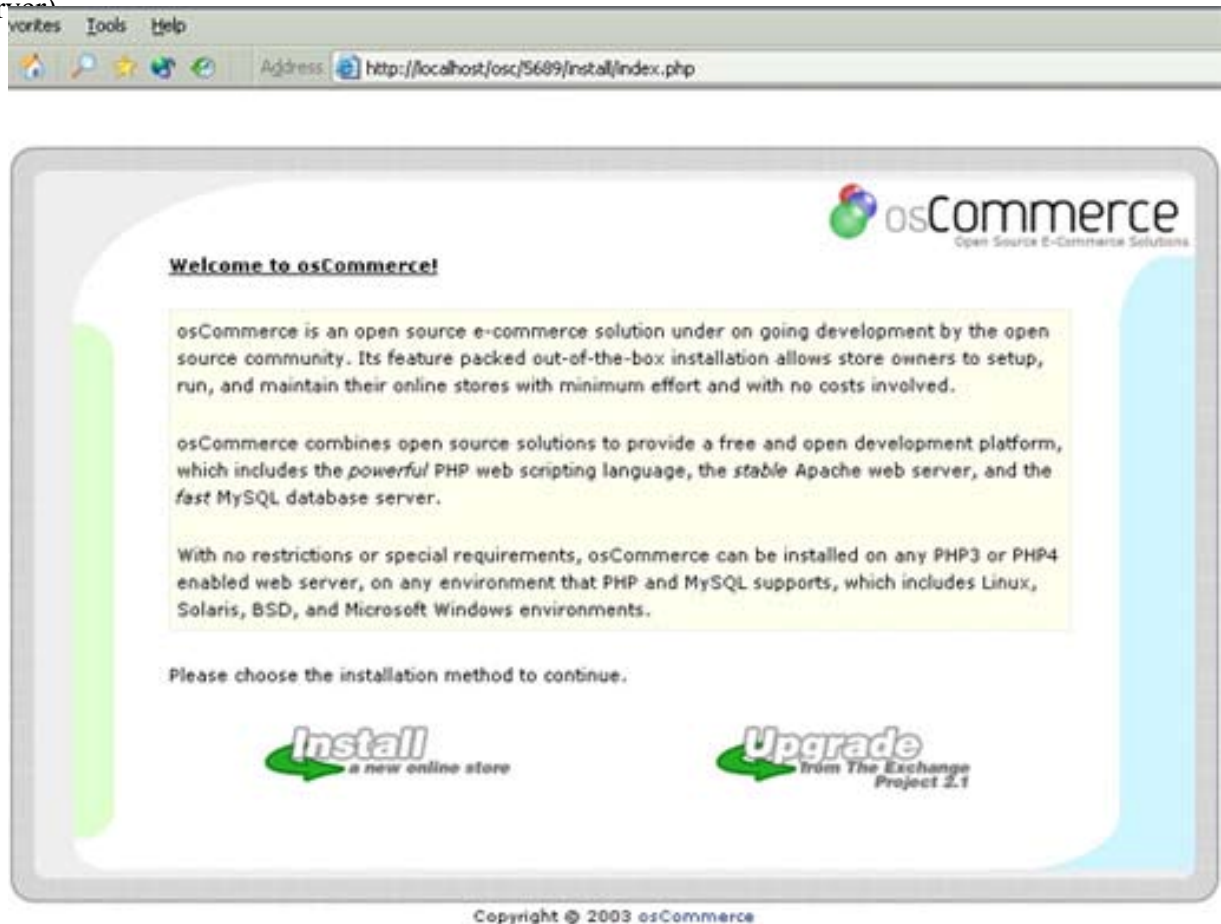 rver)
vorites Tools Help
Address http://localhost/osc/5689/install/index.php
osCommerce
Open Source E-Commerce Solutions
Welcome to osCommerce!
osCommerce is an open source e-commerce solution under on going development by the open
source community. Its feature packed out-of-the-box installation allows store owners to setup,
run, and maintain their online stores with minimum effort and with no costs involved.
osCommerce combines open source solutions to provide a free and open development platform,
which includes the powerful PHP web scripting language, the stable Apache web server, and the
fast MySQL database server.
With no restrictions or special requirements, osCommerce can be installed on any PHP3 or PHP4
enabled web server, on any environment that PHP and MySQL supports, which includes Linux,
Solaris, BSD, and Microsoft Windows environments.
Please choose the installation method to continue.
Install
a new online store
Upgrade
from The Exchange
Project 2.1
Copyright © 2003 osCommerce